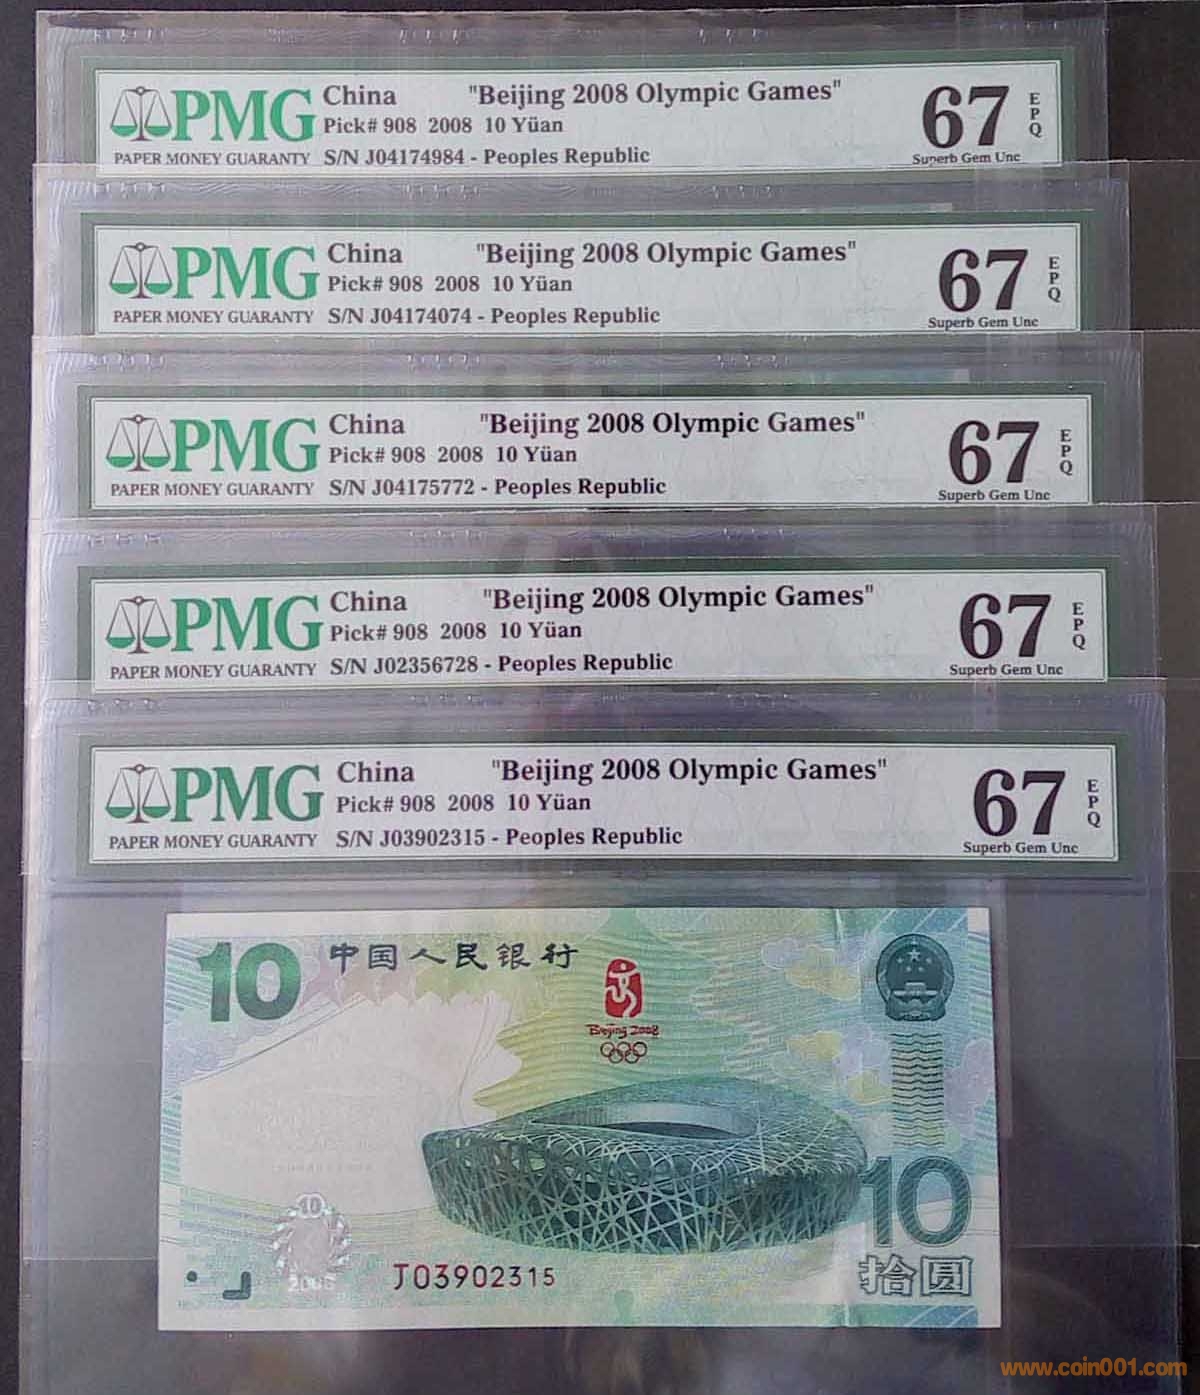 PMG China "Beijing 2008 Olympic Games" 67 EPQ
Pick# 908 2008 10 Yüan
PAPER MONEY GUARANTY S/N J04174984 - Peoples Republic Superb Gem Unc
PMG China "Beijing 2008 Olympic Games" 67 EPQ
Pick# 908 2008 10 Yüan
PAPER MONEY GUARANTY S/N J04174074 - Peoples Republic Superb Gem Unc
PMG China "Beijing 2008 Olympic Games" 67 EPQ
Pick# 908 2008 10 Yüan
PAPER MONEY GUARANTY S/N J04175772 - Peoples Republic Superb Gem Unc
PMG China "Beijing 2008 Olympic Games" 67 EPQ
Pick# 908 2008 10 Yüan
PAPER MONEY GUARANTY S/N J02356728 - Peoples Republic Superb Gem Unc
PMG China "Beijing 2008 Olympic Games" 67 EPQ
Pick# 908 2008 10 Yüan
PAPER MONEY GUARANTY S/N J03902315 - Peoples Republic Superb Gem Unc
10 中国人民银行
Beijing 2008
10
10
2008
J03902315
拾圆
www.coin001.com